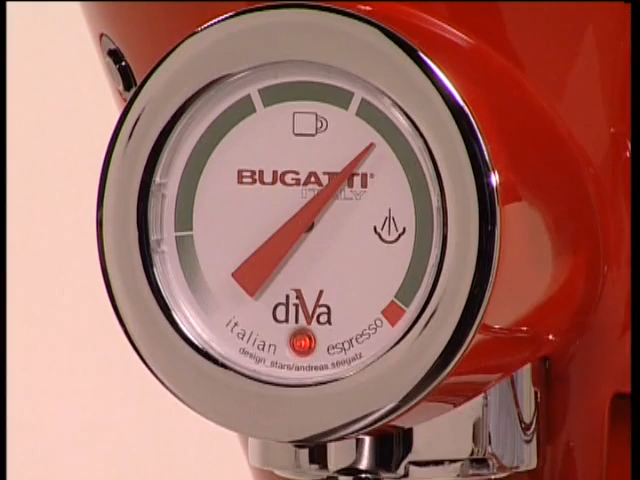 BUGATTI
ITALY
diVa
italian espresso
design_stars/andreas.seegatz